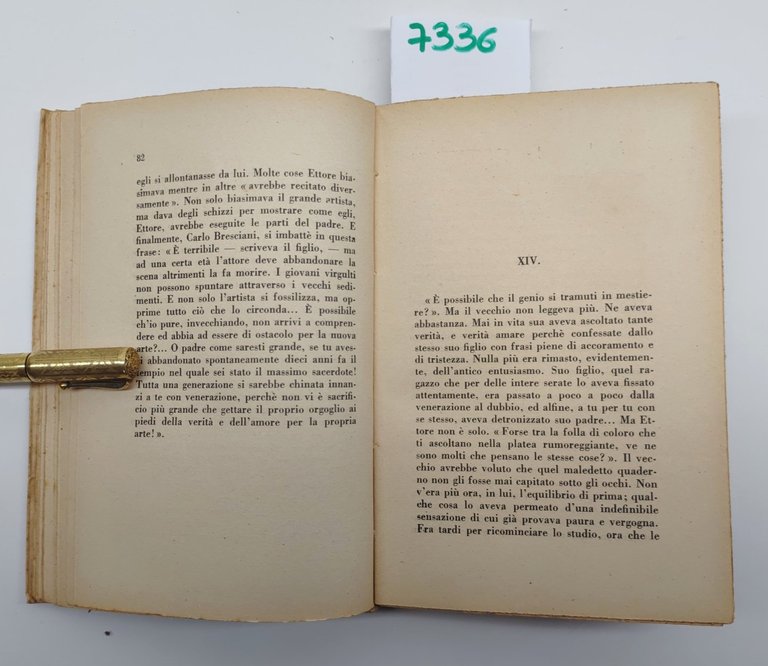 7336
82
egli si allontanasse da lui. Molte cose Ettore bia-
simava mentre in altre « avrebbe recitato diver-
samente ». Non solo biasimava il grande artista,
ma dava degli schizzi per mostrare come egli,
Ettore, avrebbe eseguite le parti del padre. E
finalmente, Carlo Bresciani, si imbattè in questa
frase: « È terribile — scriveva il figlio, — ma
ad una certa età l'attore deve abbandonare la
scena altrimenti la fa morire. I giovani virgulti
non possono spuntare attraverso i vecchi sedi-
menti. E non solo l'artista si fossilizza, ma op-
prime tutto ciò che lo circonda... È possibile
ch'io pure, invecchiando, non arrivi a compren-
dere ed abbia ad essere di ostacolo per la nuova
arte?... O padre come saresti grande, se tu aves-
si abbandonato spontaneamente dieci anni fa il
tempio nel quale sei stato il massimo sacerdote!
Tutta una generazione si sarebbe chinata innan-
zi a te con venerazione, perchè non vi è sacrifi-
cio più grande che gettare il proprio orgoglio ai
piedi della verità e dell'amore per la propria
arte! ».
XIV.
« È possibile che il genio si tramuti in mestie-
re? ». Ma il vecchio non leggeva più. Ne aveva
abbastanza. Mai in vita sua aveva ascoltato tante
verità, e verità amare perchè confessate dallo
stesso suo figlio con frasi piene di accoramento e
di tristezza. Nulla più era rimasto, evidentemen-
te, dell'antico entusiasmo. Suo figlio, quel ra-
gazzo che per delle intere serate lo aveva fissato
attentamente, era passato a poco a poco dalla
venerazione al dubbio, ed alfine, a tu per tu con
se stesso, aveva detronizzato suo padre... Ma Et-
tore non è solo. « Forse tra la folla di coloro che
ti ascoltano nella platea rumoreggiante, ve ne
sono molti che pensano le stesse cose? ». Il vec-
chio avrebbe voluto che quel maledetto quader-
no non gli fosse mai capitato sotto gli occhi. Non
v'era più ora, in lui, l'equilibrio di prima; qual-
che cosa lo aveva permeato d'una indefinibile
sensazione di cui già provava paura e vergogna.
Era tardi per ricominciare lo studio, ora che le